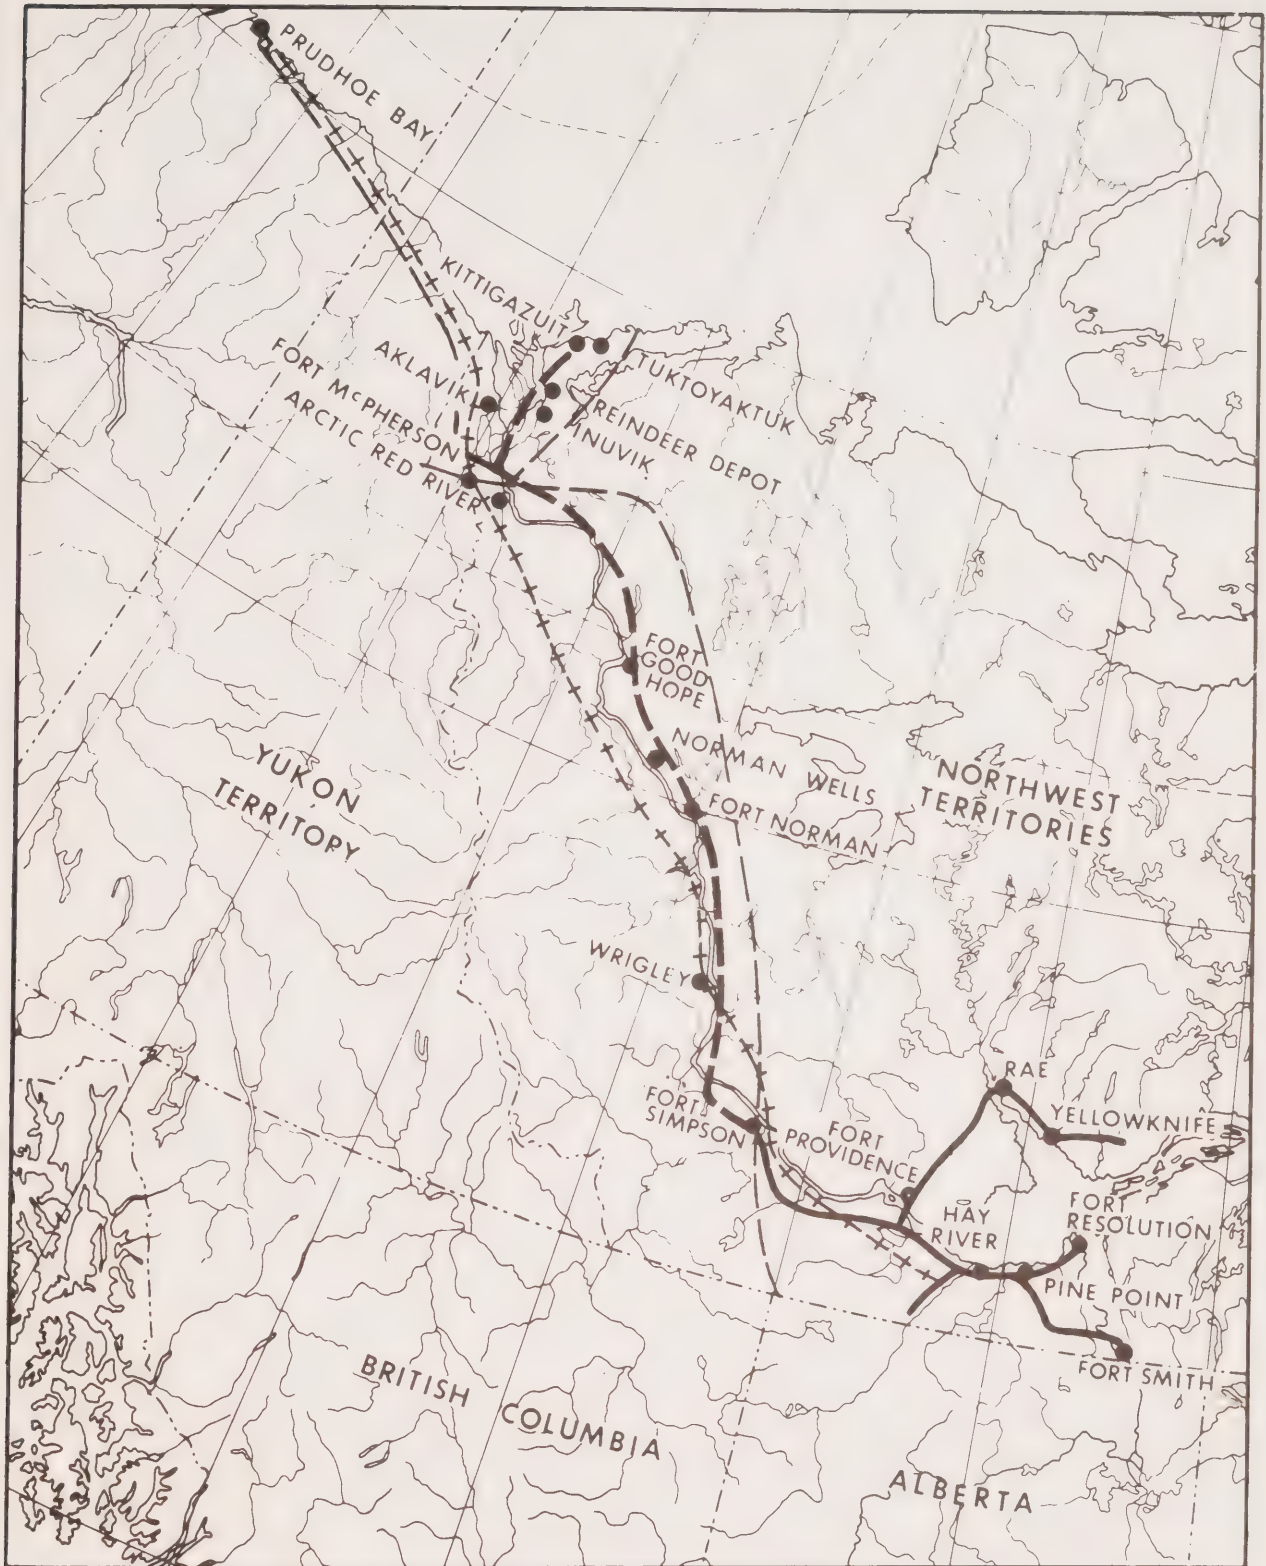 PRUDHOE BAY
KITTIGAZUIT
TUKTOYAKTUK
AKLAVIK
REINDEER DEPOT
INUVIK
FORT McPHERSON
ARCTIC RED RIVER
FORT
GOOD
HOPE
NORMAN WELLS
FORT NORMAN
YUKON
TERRITOPY
NORTHWEST
TERRITORIES
WRIGLEY
RAE
YELLOWKNIFE
FORT
SIMPSON
FORT
PROVIDENCE
HAY
RIVER
FORT
RESOLUTION
PINE POINT
FORT SMITH
BRITISH COLUMBIA
ALBERTA